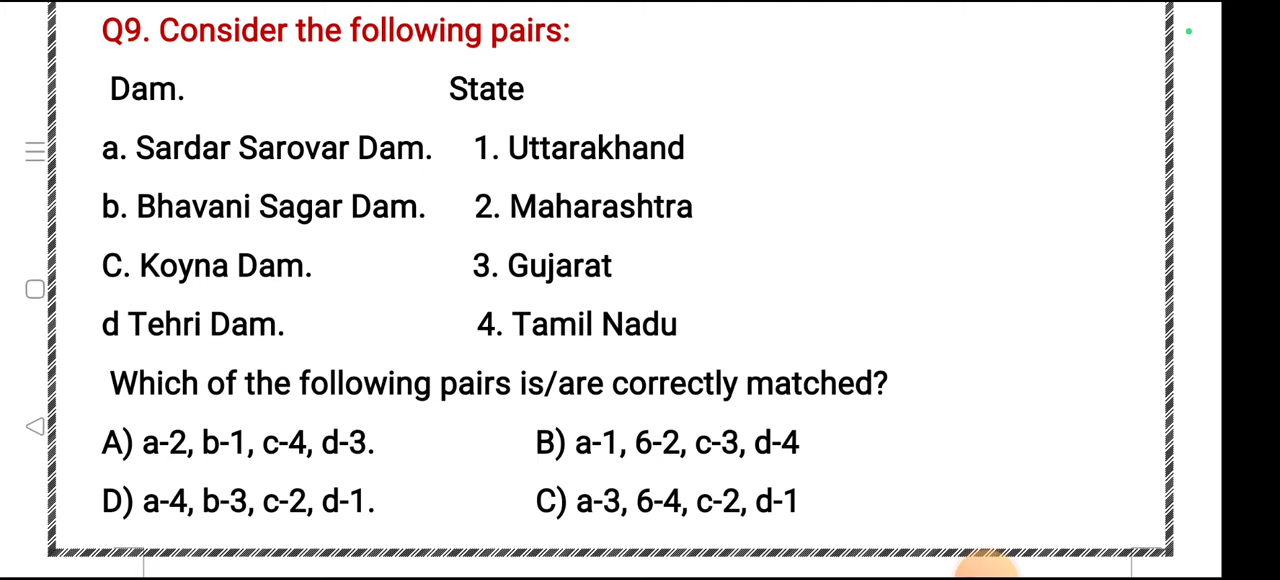 Q9. Consider the following pairs:
Dam. State
a. Sardar Sarovar Dam. 1. Uttarakhand
b. Bhavani Sagar Dam. 2. Maharashtra
C. Koyna Dam. 3. Gujarat
d Tehri Dam. 4. Tamil Nadu
Which of the following pairs is/are correctly matched?
A) a-2, b-1, c-4, d-3. B) a-1, 6-2, c-3, d-4
D) a-4, b-3, c-2, d-1. C) a-3, 6-4, c-2, d-1